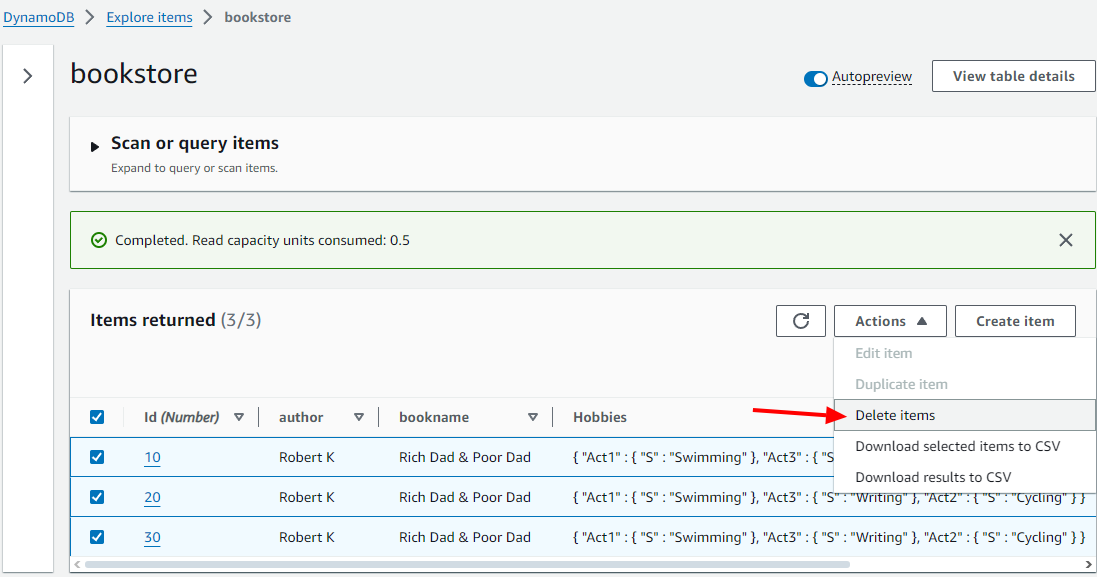 DynamoDB > Explore items > bookstore
bookstore
Autopreview
View table details
Scan or query items
Expand to query or scan items.
Completed. Read capacity units consumed: 0.5
Items returned (3/3)
Actions
Create item
Edit item
Duplicate item
Delete items
Download selected items to CSV
Download results to CSV
Id (Number) author bookname Hobbies
10 Robert K Rich Dad & Poor Dad { "Act1" : { "S" : "Swimming" }, "Act3" : { "S
20 Robert K Rich Dad & Poor Dad { "Act1" : { "S" : "Swimming" }, "Act3" : { "S" : "Writing" }, "Act2" : { "S" : "Cycling" } }
30 Robert K Rich Dad & Poor Dad { "Act1" : { "S" : "Swimming" }, "Act3" : { "S" : "Writing" }, "Act2" : { "S" : "Cycling" } }